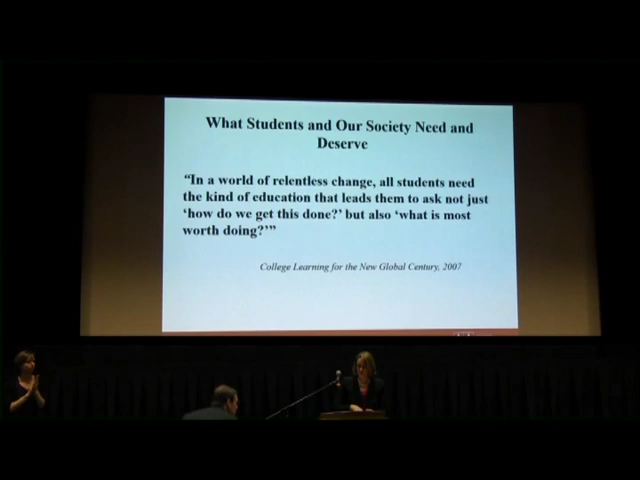 What Students and Our Society Need and
Deserve
“In a world of relentless change, all students need
the kind of education that leads them to ask not just
‘how do we get this done?’ but also ‘what is most
worth doing?’”
College Learning for the New Global Century, 2007